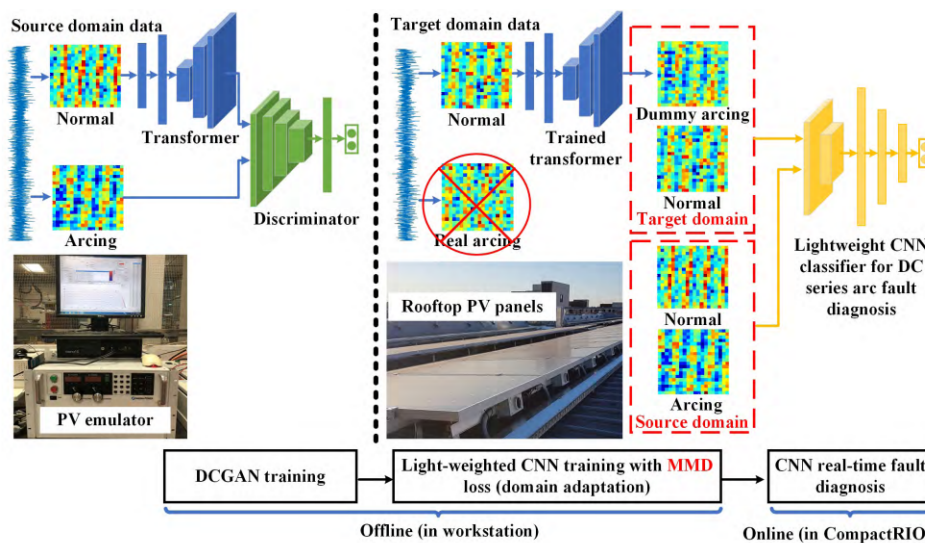 Source domain data
Normal
Transformer
Arcing
Discriminator
PV emulator
Target domain data
Normal
Trained
transformer
Real arcing
Rooftop PV panels
Dummy arcing
Normal
Target domain
Normal
Arcing
Source domain
Lightweight CNN
classifier for DC
series arc fault
diagnosis
DCGAN training
Light-weighted CNN training with MMD
loss (domain adaptation)
CNN real-time fault
diagnosis
Offline (in workstation)
Online (in CompactRIO